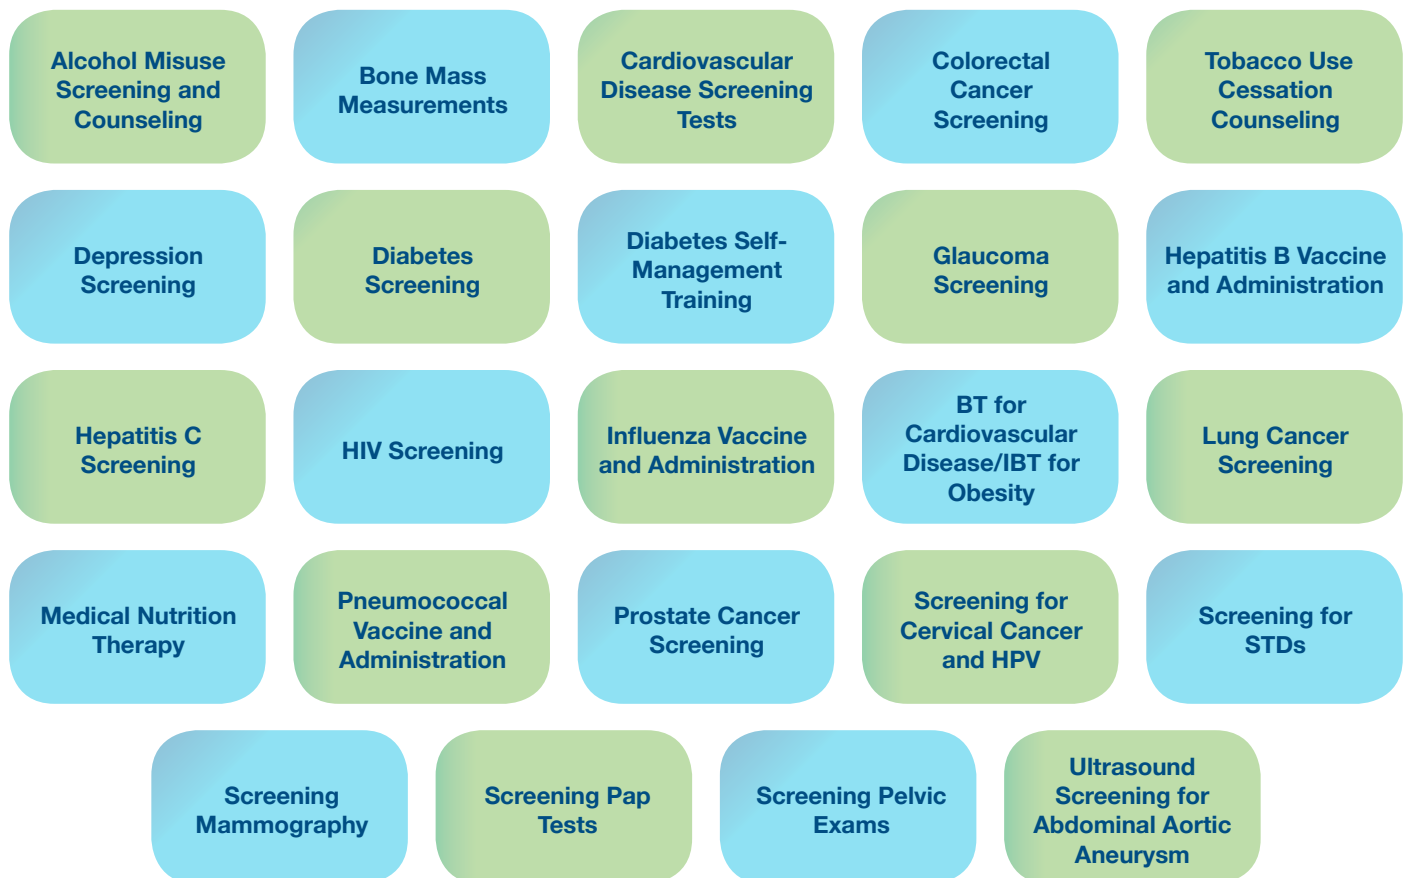 Alcohol Misuse
Screening and
Counseling
Bone Mass
Measurements
Cardiovascular
Disease Screening
Tests
Colorectal
Cancer
Screening
Tobacco Use
Cessation
Counseling
Depression
Screening
Diabetes
Screening
Diabetes Self-
Management
Training
Glaucoma
Screening
Hepatitis B Vaccine
and Administration
Hepatitis C
Screening
HIV Screening
Influenza Vaccine
and Administration
BT for
Cardiovascular
Disease/IBT for
Obesity
Lung Cancer
Screening
Medical Nutrition
Therapy
Pneumococcal
Vaccine and
Administration
Prostate Cancer
Screening
Screening for
Cervical Cancer
and HPV
Screening for
STDs
Screening
Mammography
Screening Pap
Tests
Screening Pelvic
Exams
Ultrasound
Screening for
Abdominal Aortic
Aneurysm